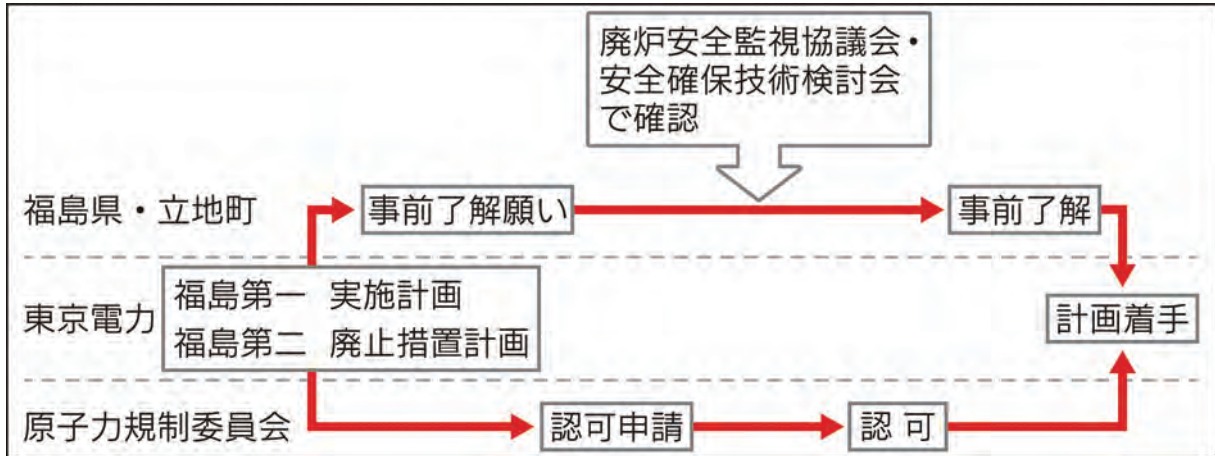 廃炉安全監視協議会・
安全確保技術検討会
で確認
福島県・立地町
事前了解願い
事前了解
東京電力
福島第一 実施計画
福島第二 廃止措置計画
計画着手
原子力規制委員会
認可申請
認 可